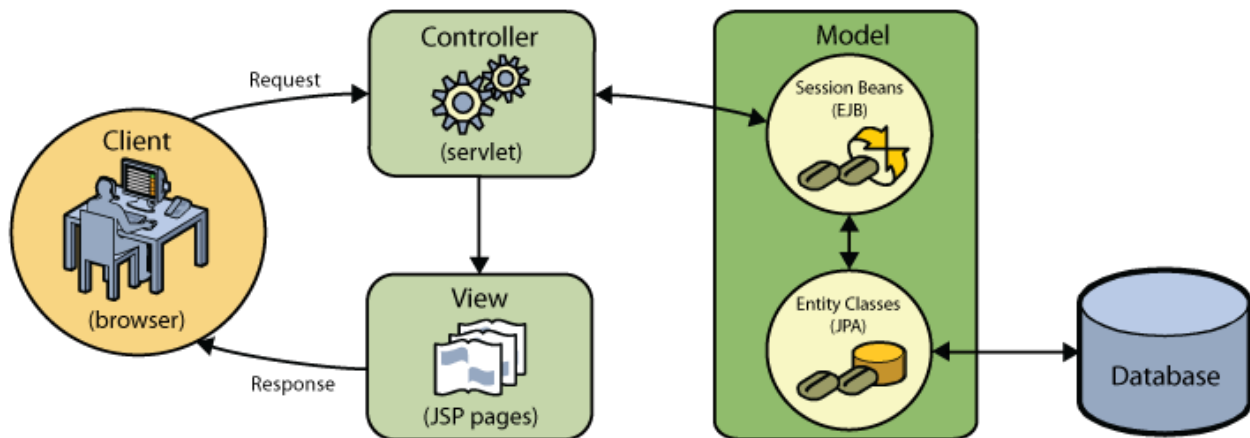 Request
Client
(browser)
Response
Controller
(servlet)
View
(JSP pages)
Model
Session Beans
(EJB)
Entity Classes
(JPA)
Database